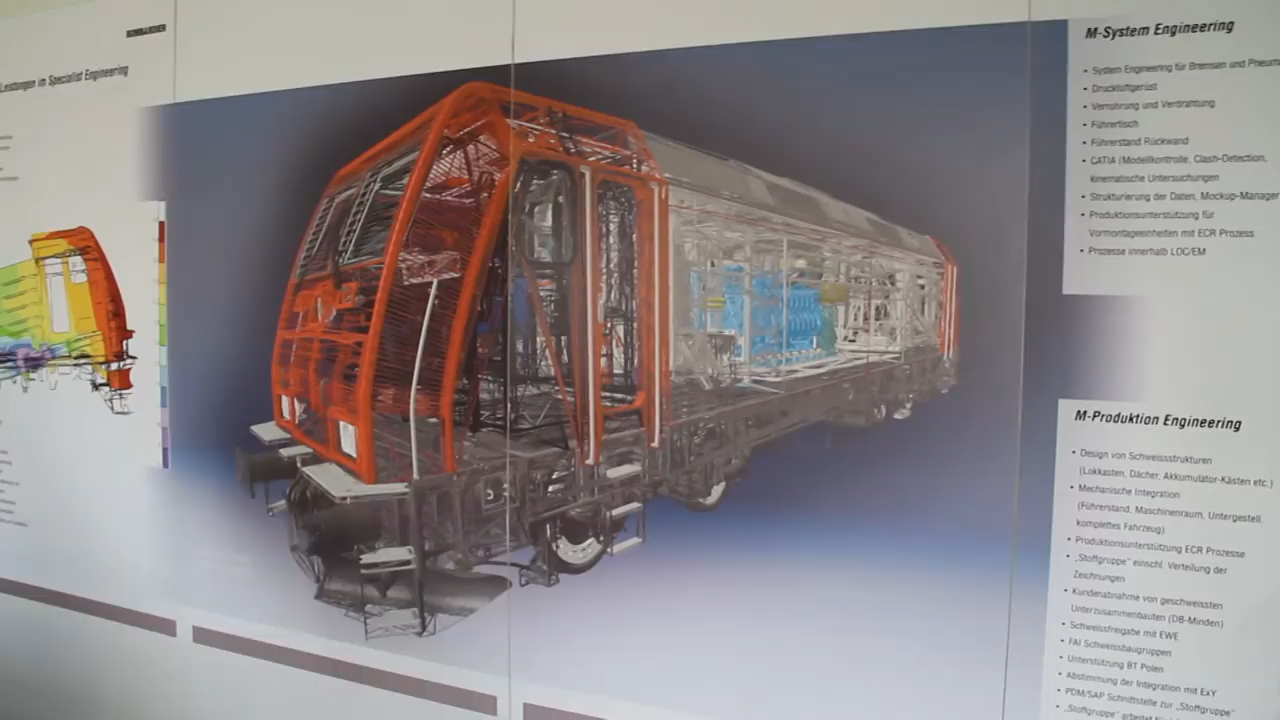 BOMBARDIER
Leistungen im Specialist Engineering
M-System Engineering
• System Engineering für Bremsen und Pneum
• Druckluftgerüst
• Verrohrung und Verdrahtung
• Führertisch
• Führerstand Rückwand
• CATIA (Modellkontrolle, Clash-Detection,
kinematische Untersuchungen
• Strukturierung der Daten, Mockup-Manager
• Produktionsunterstützung für
Vormontageeinheiten mit ECR Prozess
• Prozesse innerhalb LOC/EM
M-Produktion Engineering
• Design von Schweissstrukturen
(Lokkasten, Dächer, Akkumulator-Kästen etc.)
• Mechanische Integration
(Führerstand, Maschinenraum, Untergestell,
komplettes Fahrzeug)
• Produktionsunterstützung ECR Prozesse
• „Stoffgruppe" einschl. Verteilung der
Zeichnungen
• Kundenabnahme von geschweissten
Unterzusammenbauten (DB-Minden)
• Schweissfreigabe mit EWE
• FAI Schweissbaugruppen
• Unterstützung BT Polen
• Abstimmung der Integration mit ExY
• PDM/SAP Schnittstelle zur „Stoffgruppe"
• „Stoffgruppe"